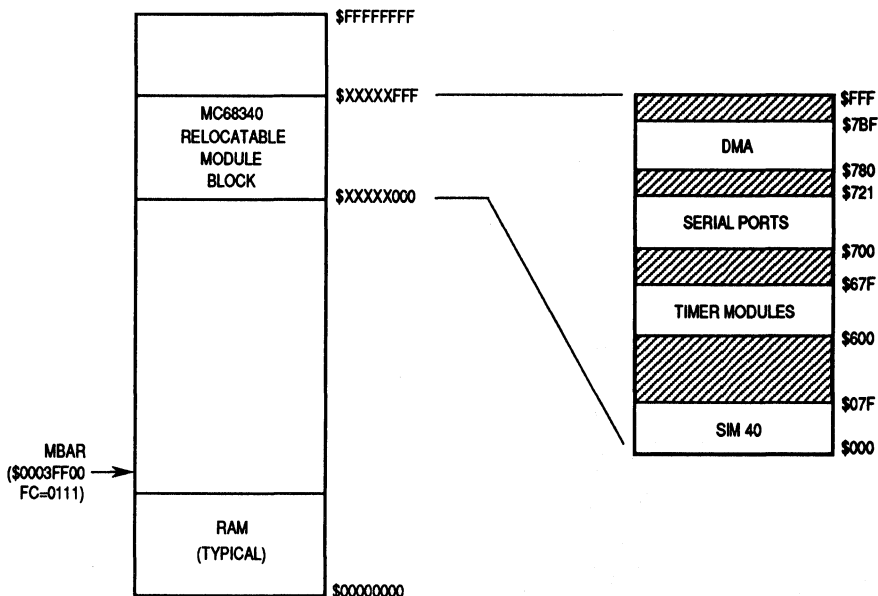 $FFFFFFFF
$XXXXXFFF
MC68340
RELOCATABLE
MODULE
BLOCK
$XXXXX000
MBAR
($0003FF00
FC=0111)
RAM
(TYPICAL)
$00000000
$FFF
$7BF
DMA
$780
$721
SERIAL PORTS
$700
$67F
TIMER MODULES
$600
$07F
SIM 40
$000